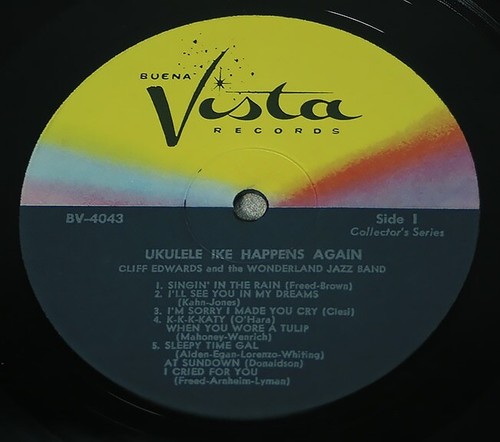 BUENA
Vista
RECORDS
BV-4043 Side 1
Collector's Series
UKULELE IKE HAPPENS AGAIN
CLIFF EDWARDS and the WONDERLAND JAZZ BAND
1. SINGIN' IN THE RAIN (Freed-Brown)
2. I'LL SEE YOU IN MY DREAMS
(Kahn-Jones)
3. I'M SORRY I MADE YOU CRY (Clesi)
4. K-K-K-KATY (O'Hara)
WHEN YOU WORE A TULIP
(Mahoney-Wenrich)
5. SLEEPY TIME GAL
(Alden-Egan-Lorenzo-Whiting)
AT SUNDOWN (Donaldson)
I CRIED FOR YOU
(Freed-Arnheim-Lyman)